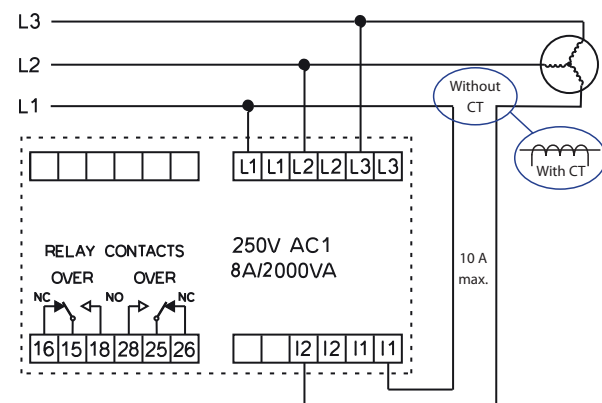 L3
L2
L1
Without
CT
With CT
L1 L1 L2 L2 L3 L3
RELAY CONTACTS
OVER OVER
NC NO NC
250V AC1
8A/2000VA
10 A
max.
16 15 18 28 25 26
I2 I2 I1 I1